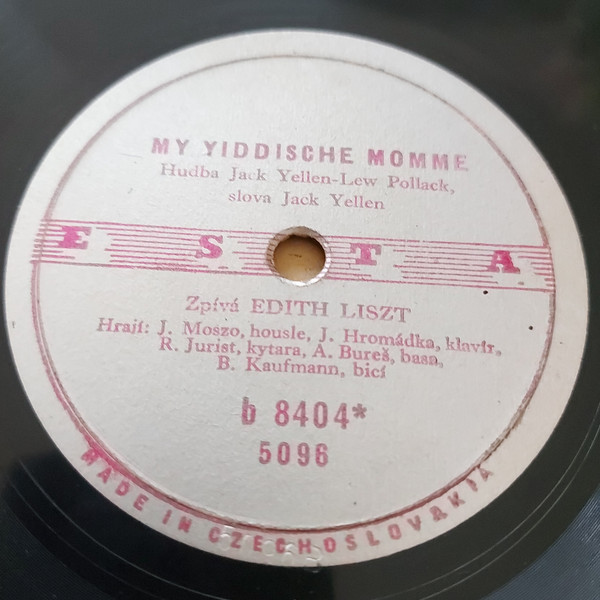 MY YIDDISCHE MOMME
Hudba Jack Yellen-Lew Pollack,
slova Jack Yellen
ESTA
Zpívá EDITH LISZT
Hrají: J. Moszo, housle, J. Hromádka, klavír,
R. Jurist, kytara, A. Bureš, basa,
B. Kaufmann, bicí
b 8404*
5096
MADE IN CZECHOSLOVAKIA